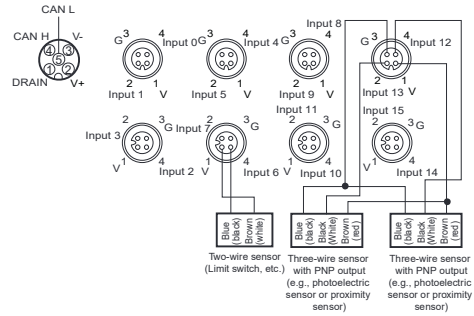 CAN L
CAN H
V-
4
3
5
1
2
DRAIN
V+
G 3 4 Input 0
2 1
Input 1 V
G 3 4 Input 4
2 1
Input 5 V
G 3 4
2 1
Input 9 V
Input 8
3 4 Input 12
G
2 1
Input 13 V
Input 3 2 3 G
V 1 4 Input 2
Input 7 2 3 G
V 1 4 Input 6
Input 11
2 3 G
V 1 4
Input 10
Input 15
2 3 G
V 1 4
Input 14
Blue
(black)
Brown
(white)
Blue
(black)
Black
(White)
Brown
(red)
Blue
(black)
Black
(White)
Brown
(red)
Two-wire sensor
(Limit switch, etc.)
Three-wire sensor
with PNP output
(e.g., photoelectric
sensor or proximity
sensor)
Three-wire sensor
with PNP output
(e.g., photoelectric
sensor or proximity
sensor)